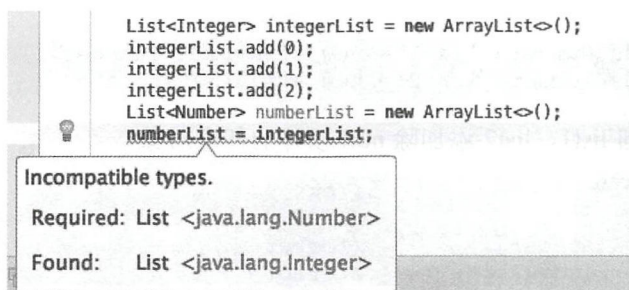 List<Integer> integerList = new ArrayList<>();
integerList.add(0);
integerList.add(1);
integerList.add(2);
List<Number> numberList = new ArrayList<>();
numberList = integerList;
Incompatible types.
Required: List <java.lang.Number>
Found: List <java.lang.Integer>